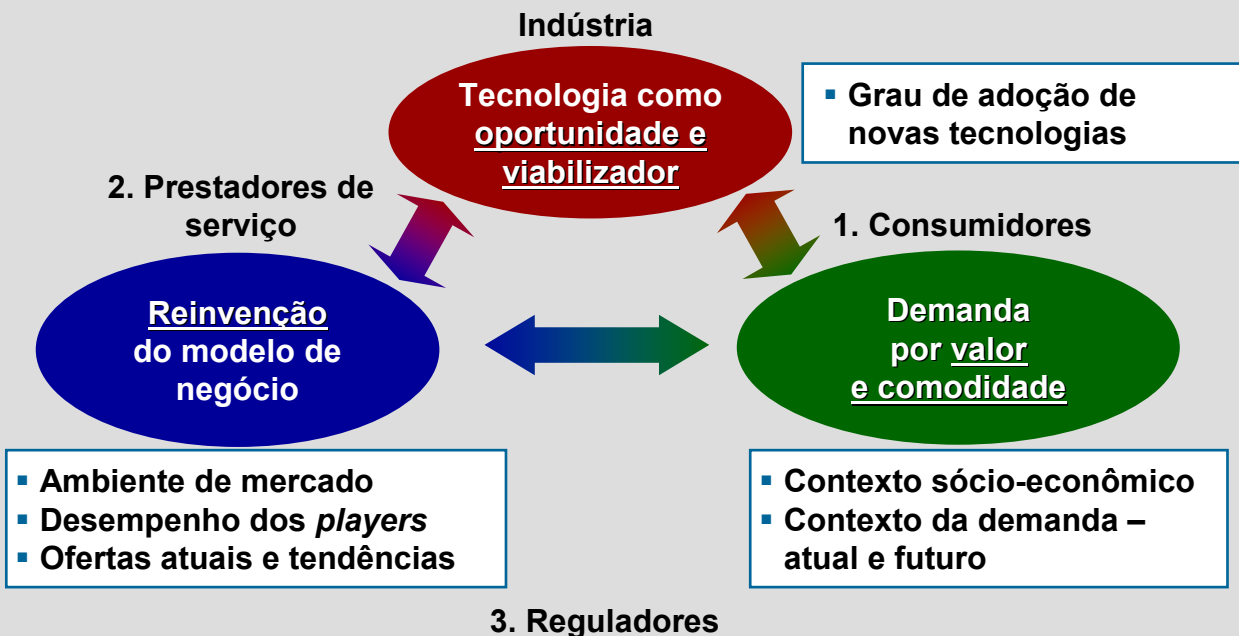 Indústria
Tecnologia como
oportunidade e
viabilizador
▪ Grau de adoção de
novas tecnologias
2. Prestadores de
serviço
1. Consumidores
Reinvenção
do modelo de
negócio
Demanda
por valor
e comodidade
▪ Ambiente de mercado
▪ Desempenho dos players
▪ Ofertas atuais e tendências
▪ Contexto sócio-econômico
▪ Contexto da demanda –
atual e futuro
3. Reguladores